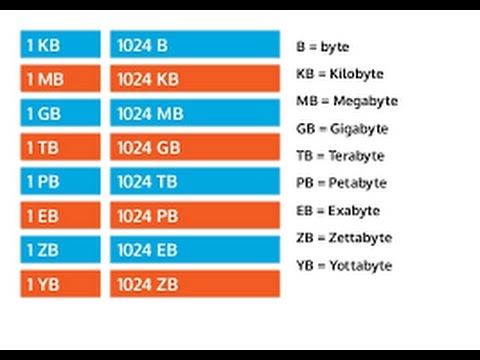 1 KB 1024 B
1 MB 1024 KB
1 GB 1024 MB
1 TB 1024 GB
1 PB 1024 TB
1 EB 1024 PB
1 ZB 1024 EB
1 YB 1024 ZB
B = byte
KB = Kilobyte
MB = Megabyte
GB = Gigabyte
TB = Terabyte
PB = Petabyte
EB = Exabyte
ZB = Zettabyte
YB = Yottabyte